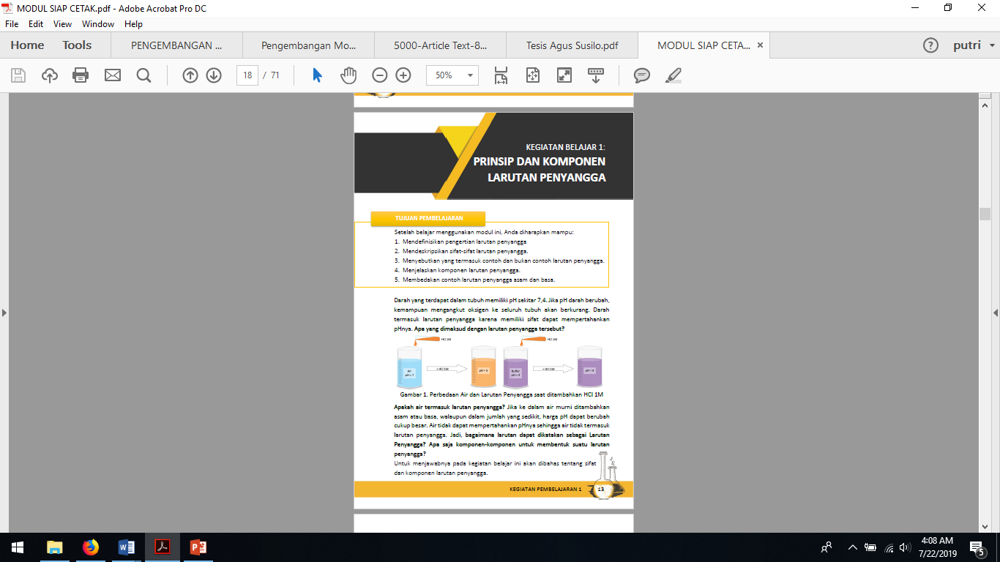 MODUL SIAP CETAK.pdf - Adobe Acrobat Pro DC
File Edit View Window Help
Home Tools PENGEMBANGAN ... Pengembangan Mo... 5000-Article Text-8... Tesis Agus Susilo.pdf MODUL SIAP CETA... × ? putri
18 / 71 50%
KEGIATAN BELAJAR 1:
PRINSIP DAN KOMPONEN
LARUTAN PENYANGGA
TUJUAN PEMBELAJARAN
Setelah belajar menggunakan modul ini, Anda diharapkan mampu:
1. Mendefinisikan pengertian larutan penyangga
2. Mendeskripsikan sifat-sifat larutan penyangga.
3. Menyebutkan yang termasuk contoh dan bukan contoh larutan penyangga.
4. Menjelaskan komponen larutan penyangga.
5. Membedakan contoh larutan penyangga asam dan basa.
Darah yang terdapat dalam tubuh memiliki pH sekitar 7,4. Jika pH darah berubah,
kemampuan mengangkut oksigen ke seluruh tubuh akan berkurang. Darah
termasuk larutan penyangga karena memiliki sifat dapat mempertahankan
pHnya. Apa yang dimaksud dengan larutan penyangga tersebut?
HCl 1M HCl 1M
Air
pH = 7
+ HCl 1M
pH = 5
Buffer
pH = 9
+ HCl 1M
pH = 9
Gambar 1. Perbedaan Air dan Larutan Penyangga saat ditambahkan HCl 1M
Apakah air termasuk larutan penyangga? Jika ke dalam air murni ditambahkan
asam atau basa, walaupun dalam jumlah yang sedikit, harga pH dapat berubah
cukup besar. Air tidak dapat mempertahankan pHnya sehingga air tidak termasuk
larutan penyangga. Jadi, bagaimana larutan dapat dikatakan sebagai Larutan
Penyangga? Apa saja komponen-komponen untuk membentuk suatu larutan
penyangga?
Untuk menjawabnya pada kegiatan belajar ini akan dibahas tentang sifat
dan komponen larutan penyangga.
KEGIATAN PEMBELAJARAN 1 13
4:08 AM
7/22/2019
5